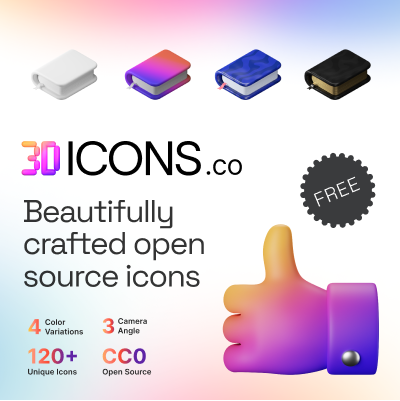 3D ICONS.co
FREE
Beautifully
crafted open
source icons
4 Color
Variations
3 Camera
Angle
120+
Unique Icons
CC0
Open Source